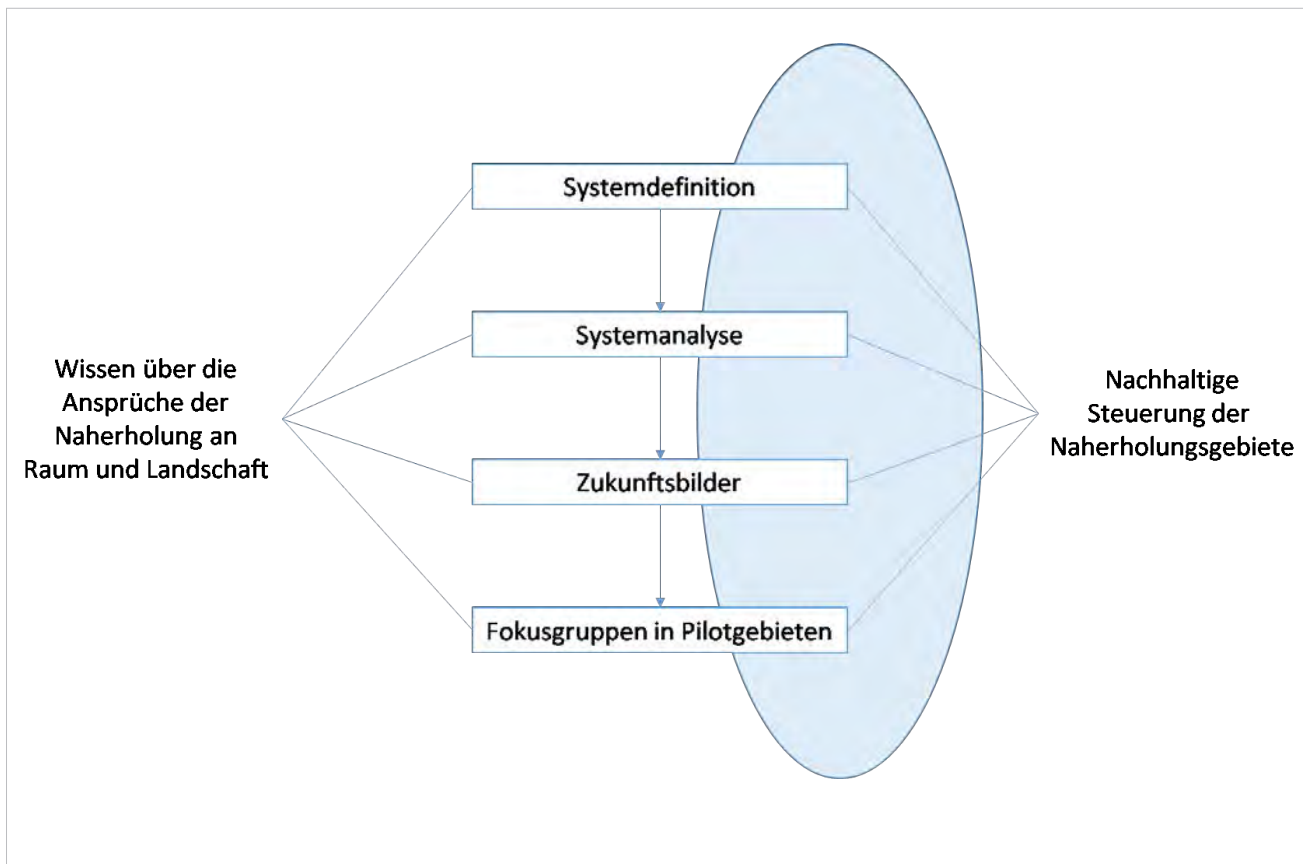 Systemdefinition
Systemanalyse
Wissen über die
Ansprüche der
Naherholung an
Raum und Landschaft
Nachhaltige
Steuerung der
Naherholungsgebiete
Zukunftsbilder
Fokusgruppen in Pilotgebieten